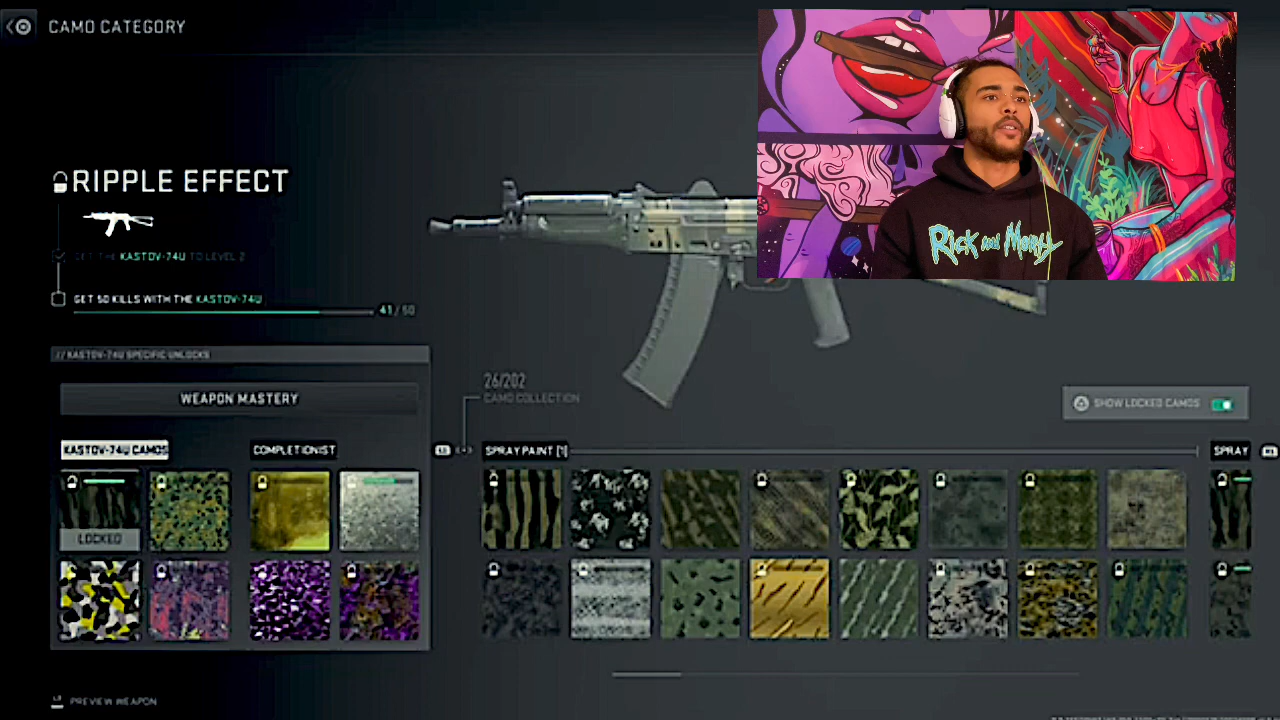 CAMO CATEGORY
RICK AND MORTY
RIPPLE EFFECT
GET THE KASTOV-74U TO LEVEL 2
GET 50 KILLS WITH THE KASTOV-74U
41/50
// KASTOV-74U SPECIFIC UNLOCKS
WEAPON MASTERY
26/202
CAMO COLLECTION
SHOW LOCKED CAMOS
KASTOV-74U CAMOS
COMPLETIONIST
SPRAY PAINT [1]
SPRAY
LOCKED
PREVIEW WEAPON